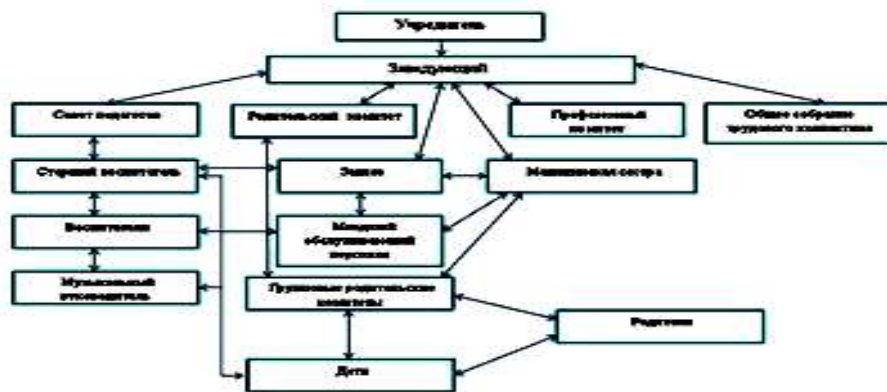 Учредитель
Заведующий
Совет педагогов
Родительский комитет
Профсоюзный
комитет
Общее собрание
трудового коллектива
Старший воспитатель
Завхоз
Медицинская сестра
Воспитатели
Младший
обслуживающий
персонал
Музыкальный
руководитель
Групповые родительские
комитеты
Родители
Дети